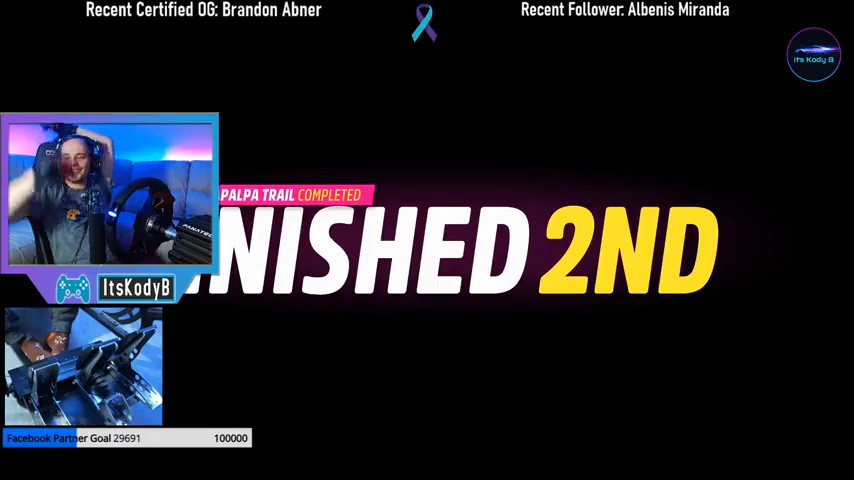 Recent Certified OG: Brandon Abner
Recent Follower: Albenis Miranda
Its Kody B
PALPA TRAIL COMPLETED
NISHED 2ND
FANATEC
ItsKodyB
Facebook Partner Goal 29691 100000